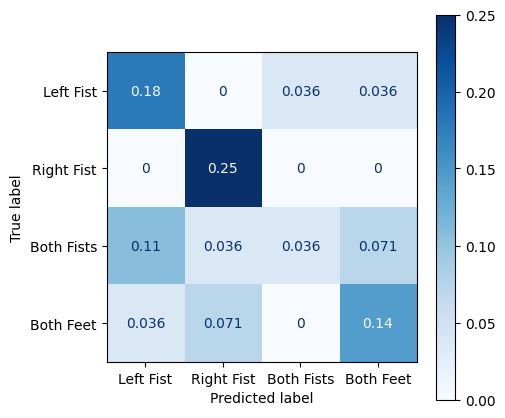 True label
Left Fist 0.18 0 0.036 0.036
Right Fist 0 0.25 0 0
Both Fists 0.11 0.036 0.036 0.071
Both Feet 0.036 0.071 0 0.14
Left Fist Right Fist Both Fists Both Feet
Predicted label
0.25
0.20
0.15
0.10
0.05
0.00